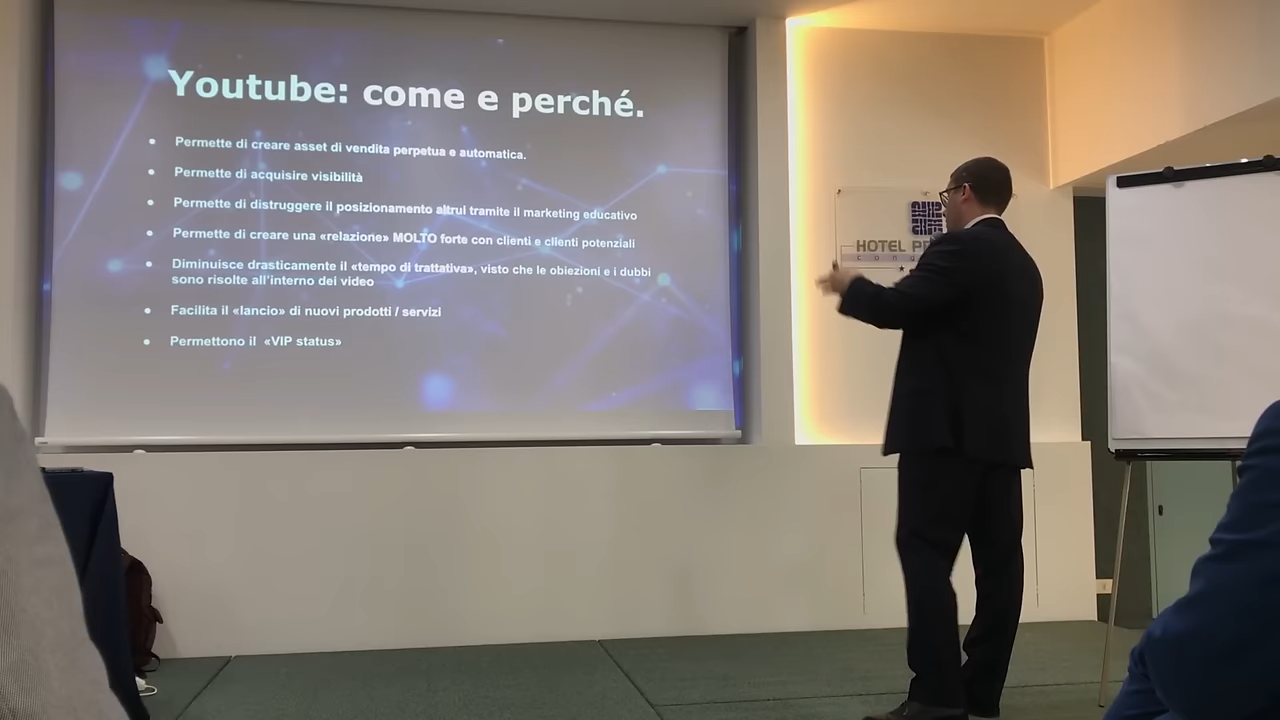 Youtube: come e perché.
Permette di creare asset di vendita perpetua e automatica.
Permette di acquisire visibilità
Permette di distruggere il posizionamento altrui tramite il marketing educativo
Permette di creare una «relazione» MOLTO forte con clienti e clienti potenziali
Diminuisce drasticamente il «tempo di trattativa», visto che le obiezioni e i dubbi
sono risolte all'interno dei video
Facilita il «lancio» di nuovi prodotti / servizi
Permettono il «VIP status»
HOTEL